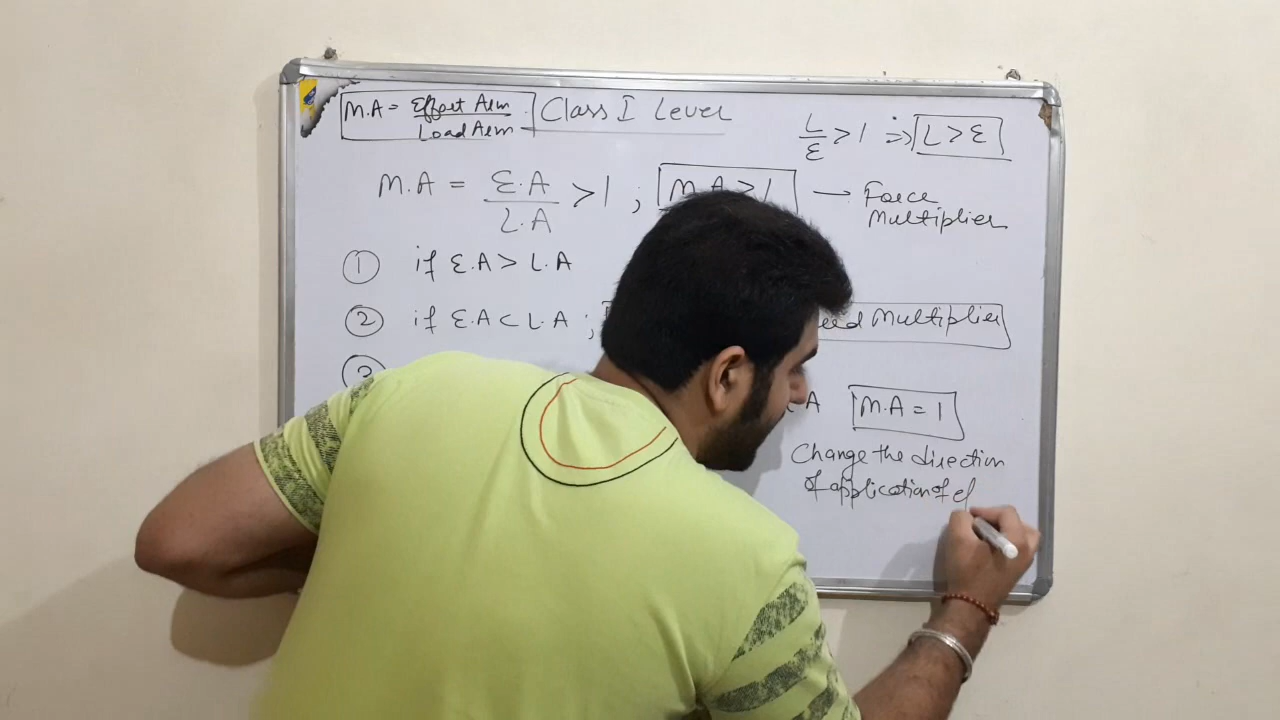 M.A = Effort Arm / Load Arm
Class I Lever
L/E > 1 ⇒ L > E
M.A = E.A / L.A > 1 ; M.A > 1 → Force
Multiplier
① if E.A > L.A
② if E.A < L.A ; Multiplier
③
A M.A = 1
Change the direction
of application of ef